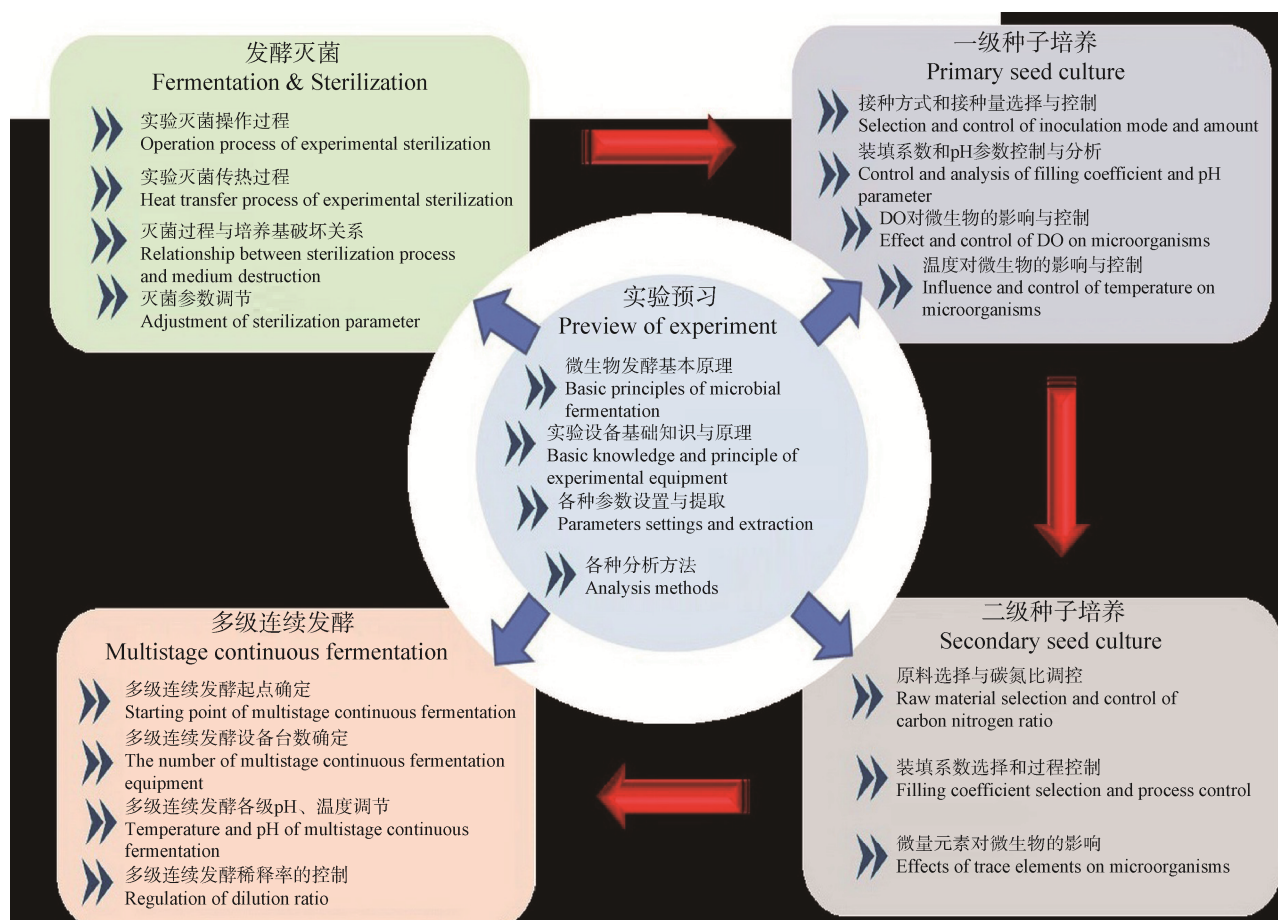 发酵灭菌
Fermentation & Sterilization
实验灭菌操作过程
Operation process of experimental sterilization
实验灭菌传热过程
Heat transfer process of experimental sterilization
灭菌过程与培养基破坏关系
Relationship between sterilization process
and medium destruction
灭菌参数调节
Adjustment of sterilization parameter
一级种子培养
Primary seed culture
接种方式和接种量选择与控制
Selection and control of inoculation mode and amount
装填系数和pH参数控制与分析
Control and analysis of filling coefficient and pH
parameter
DO对微生物的影响与控制
Effect and control of DO on microorganisms
温度对微生物的影响与控制
Influence and control of temperature on
microorganisms
实验预习
Preview of experiment
微生物发酵基本原理
Basic principles of microbial
fermentation
实验设备基础知识与原理
Basic knowledge and principle of
experimental equipment
各种参数设置与提取
Parameters settings and extraction
各种分析方法
Analysis methods
多级连续发酵
Multistage continuous fermentation
多级连续发酵起点确定
Starting point of multistage continuous fermentation
多级连续发酵设备台数确定
The number of multistage continuous fermentation
equipment
多级连续发酵各级pH、温度调节
Temperature and pH of multistage continuous
fermentation
多级连续发酵稀释率的控制
Regulation of dilution ratio
二级种子培养
Secondary seed culture
原料选择与碳氮比调控
Raw material selection and control of
carbon nitrogen ratio
装填系数选择和过程控制
Filling coefficient selection and process control
微量元素对微生物的影响
Effects of trace elements on microorganisms